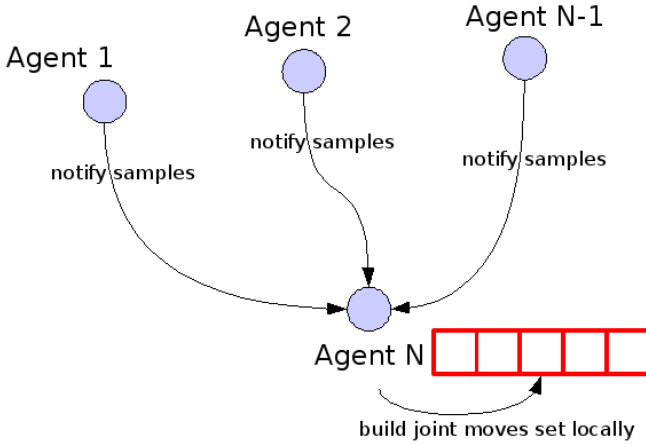 Agent 1
Agent 2
Agent N-1
notify samples
notify samples
notify samples
Agent N
build joint moves set locally